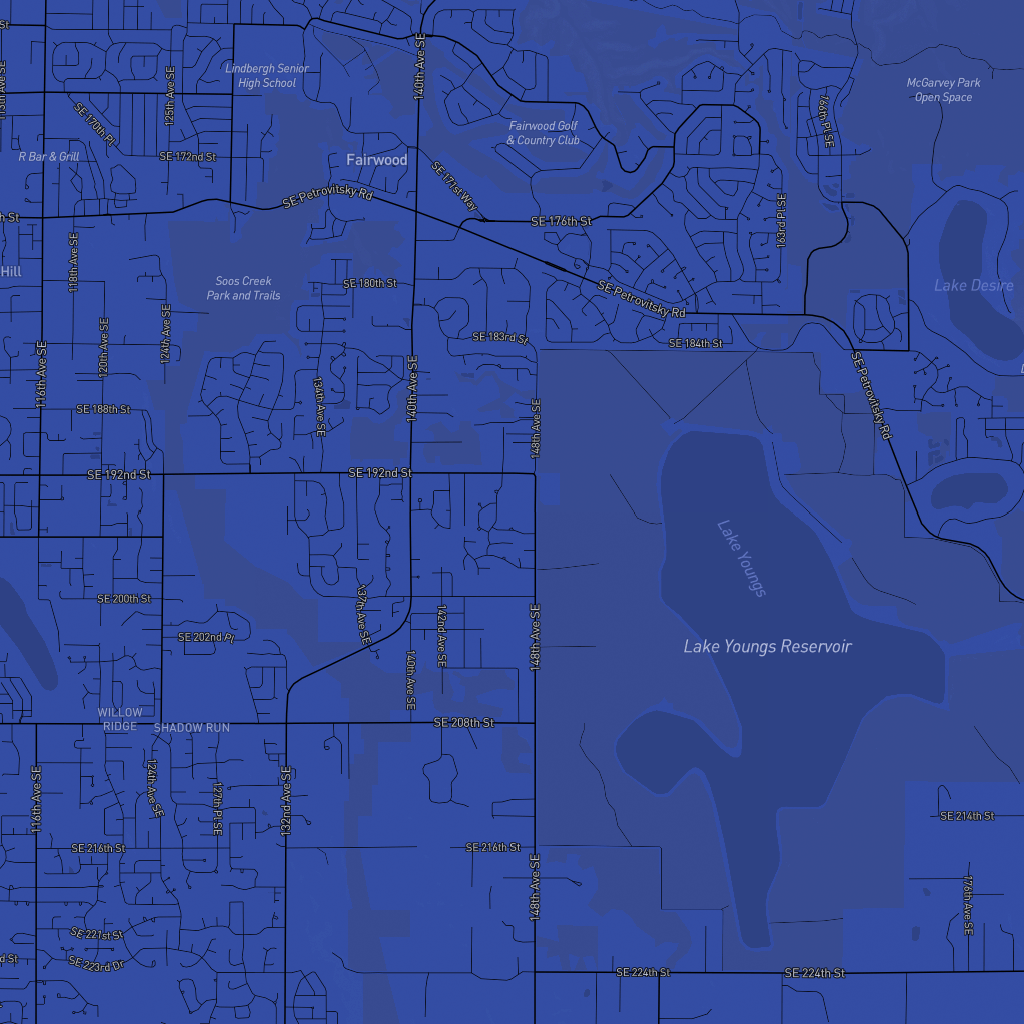 St
140th Ave SE
Lindbergh Senior
High School
125th Ave SE
McGarvey Park
Open Space
SE 170th Pl
169th Pl SE
Fairwood Golf
& Country Club
R Bar & Grill
SE 172nd St
Fairwood
SE 171st Way
SE Petrovitsky Rd
h St
SE 176th St
163rd Pl SE
118th Ave SE
Hill
Soos Creek
Park and Trails
SE 180th St
Lake Desire
SE Petrovitsky Rd
120th Ave SE
124th Ave SE
SE 183rd St
SE 184th St
116th Ave SE
140th Ave SE
SE Petrovitsky Rd
134th Ave SE
SE 188th St
148th Ave SE
SE 192nd St
SE 192nd St
Lake Youngs
SE 200th St
137th Ave SE
142nd Ave SE
148th Ave SE
SE 202nd Pl
Lake Youngs Reservoir
140th Ave SE
WILLOW
RIDGE
SHADOW RUN
SE 208th St
116th Ave SE
124th Ave SE
127th Pl SE
132nd Ave SE
SE 214th St
SE 216th St
SE 216th St
148th Ave SE
176th Ave SE
SE 221st St
d St
SE 223rd Dr
SE 224th St
SE 224th St